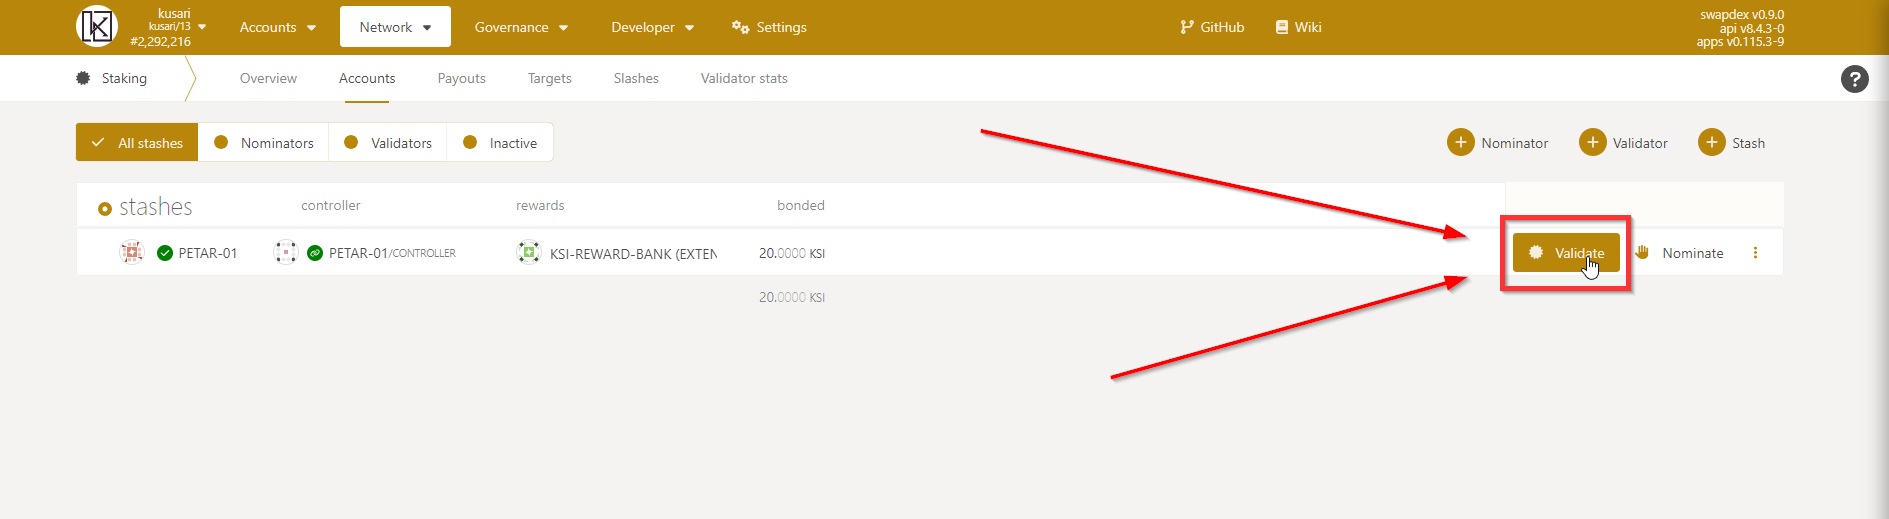 kusari
kusari/13
#2,292,216
Accounts
Network
Governance
Developer
Settings
GitHub
Wiki
swapdex v0.9.0
api v8.4.3-0
apps v0.115.3-9
Staking
Overview
Accounts
Payouts
Targets
Slashes
Validator stats
?
All stashes
Nominators
Validators
Inactive
Nominator
Validator
Stash
stashes
controller
rewards
bonded
PETAR-01
PETAR-01/CONTROLLER
KSI-REWARD-BANK (EXTEN
20.0000 KSI
Validate
Nominate
20.0000 KSI